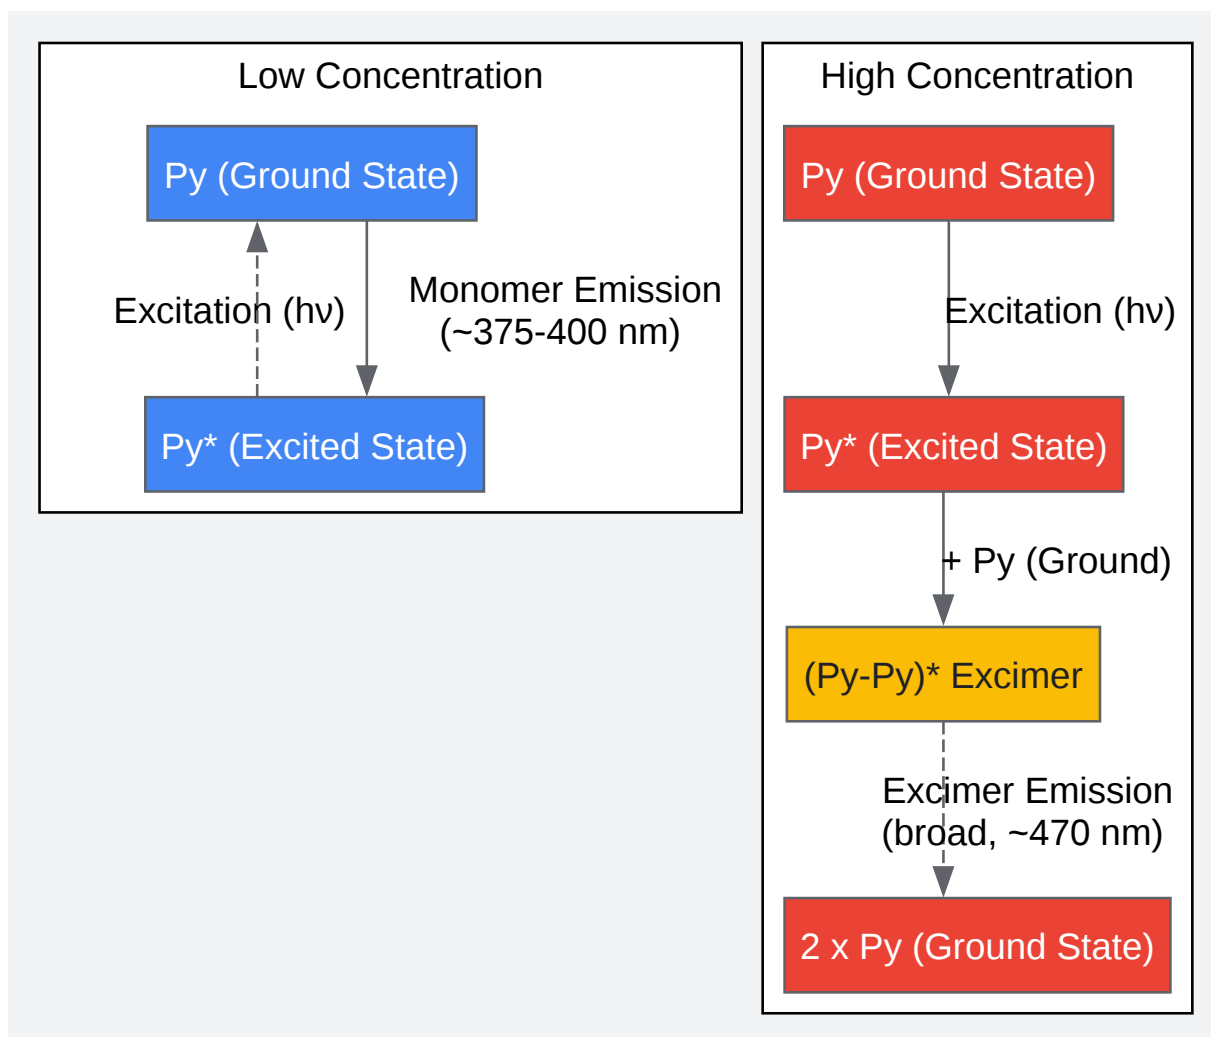 Low Concentration
Py (Ground State)
Excitation (hν)
Monomer Emission
(~375-400 nm)
Py* (Excited State)
High Concentration
Py (Ground State)
Excitation (hν)
Py* (Excited State)
+ Py (Ground)
(Py-Py)* Excimer
Excimer Emission
(broad, ~470 nm)
2 x Py (Ground State)